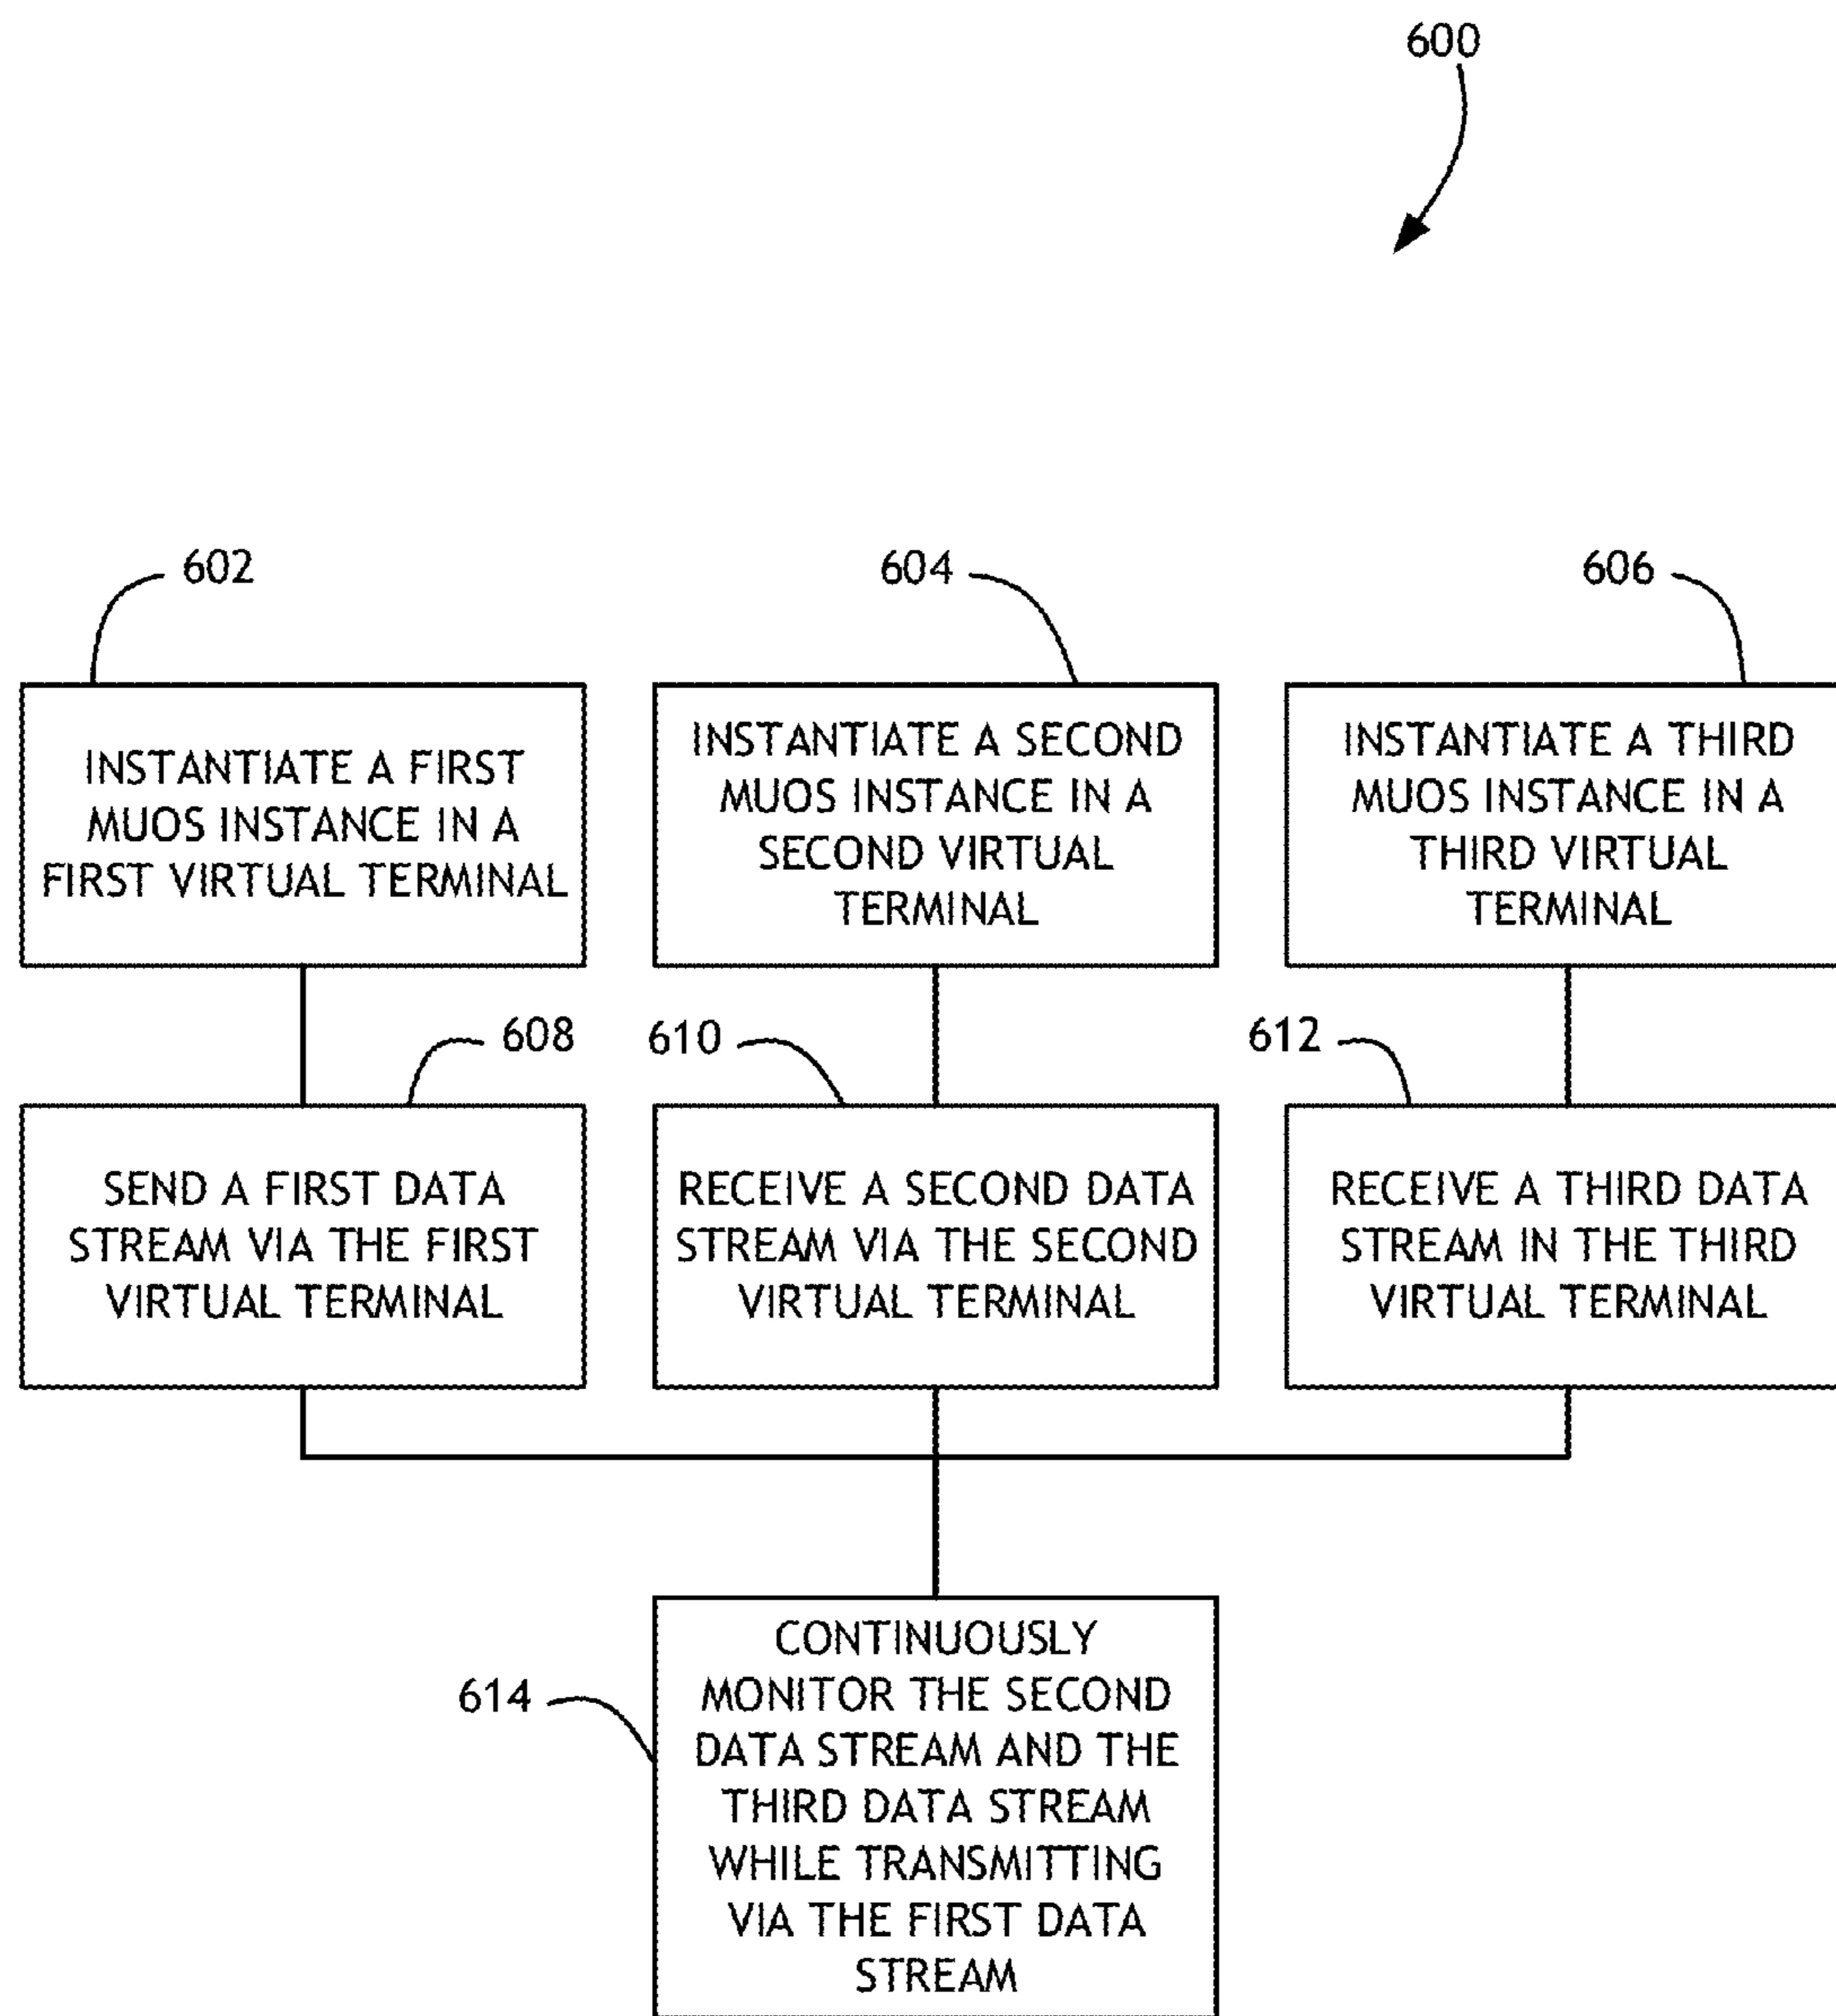 600
602
604
606
INSTANTIATE A FIRST
MUOS INSTANCE IN A
FIRST VIRTUAL TERMINAL
INSTANTIATE A SECOND
MUOS INSTANCE IN A
SECOND VIRTUAL
TERMINAL
INSTANTIATE A THIRD
MUOS INSTANCE IN A
THIRD VIRTUAL
TERMINAL
608
610
612
SEND A FIRST DATA
STREAM VIA THE FIRST
VIRTUAL TERMINAL
RECEIVE A SECOND DATA
STREAM VIA THE SECOND
VIRTUAL TERMINAL
RECEIVE A THIRD DATA
STREAM IN THE THIRD
VIRTUAL TERMINAL
614
CONTINUOUSLY
MONITOR THE SECOND
DATA STREAM AND THE
THIRD DATA STREAM
WHILE TRANSMITTING
VIA THE FIRST DATA
STREAM